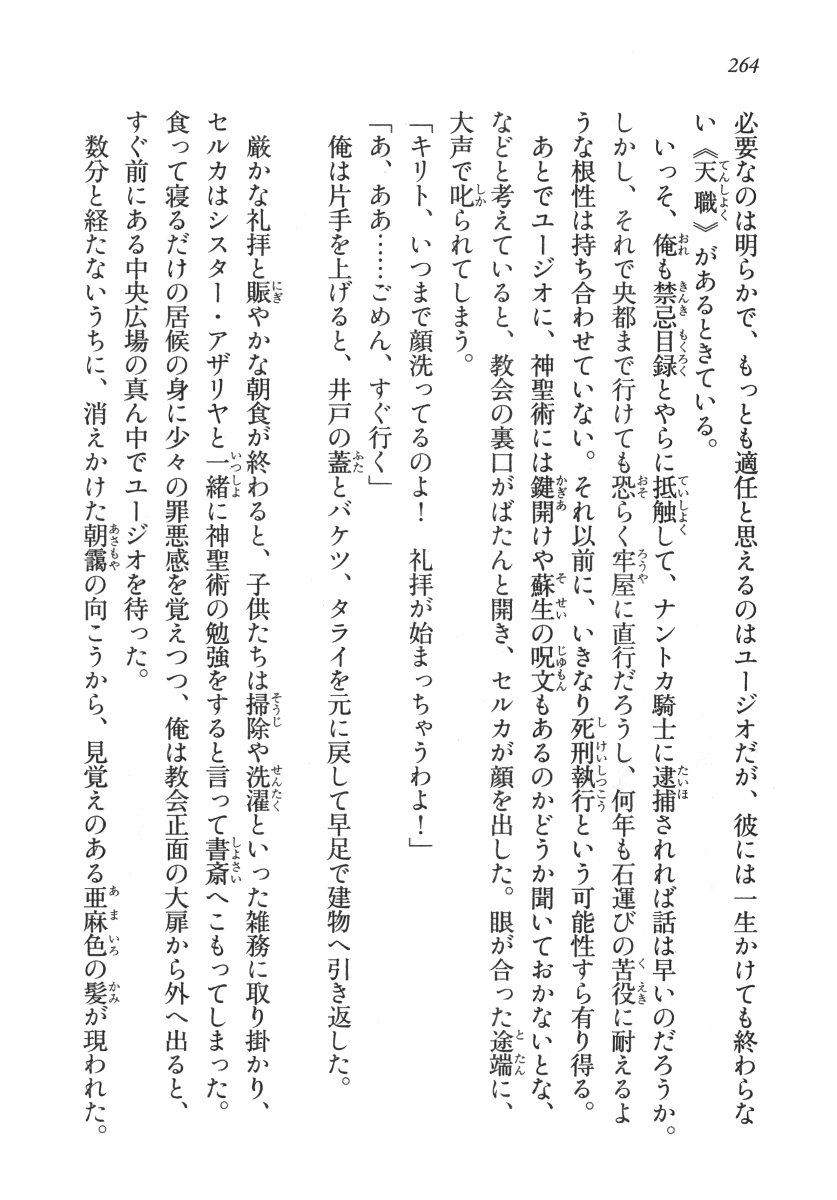 264
必要なのは明らかで、もっとも適任と思えるのはユージオだが、彼には一生かけても終わらな
い《天職》があるときている。
いっそ、俺も禁忌目録とやらに抵触して、ナントカ騎士に逮捕されれば話は早いのだろうか。
しかし、それで央都まで行けても恐らく牢屋に直行だろうし、何年も石運びの苦役に耐えるよ
うな根性は持ち合わせていない。それ以前に、いきなり死刑執行という可能性すら有り得る。
あとでユージオに、神聖術には鍵開けや蘇生の呪文もあるのかどうか聞いておかないとな、
などと考えていると、教会の裏口がばたんと開き、セルカが顔を出した。眼が合った途端に、
大声で叱られてしまう。
「キリト、いつまで顔洗ってるのよ！　礼拝が始まっちゃうわよ！」
「あ、ああ……ごめん、すぐ行く」
俺は片手を上げると、井戸の蓋とバケツ、タライを元に戻して早足で建物へ引き返した。
厳かな礼拝と賑やかな朝食が終わると、子供たちは掃除や洗濯といった雑務に取り掛かり、
セルカはシスター・アザリヤと一緒に神聖術の勉強をすると言って書斎へこもってしまった。
食って寝るだけの居候の身に少々の罪悪感を覚えつつ、俺は教会正面の大扉から外へ出ると、
すぐ前にある中央広場の真ん中でユージオを待った。
数分と経たないうちに、消えかけた朝靄の向こうから、見覚えのある亜麻色の髪が現われた。